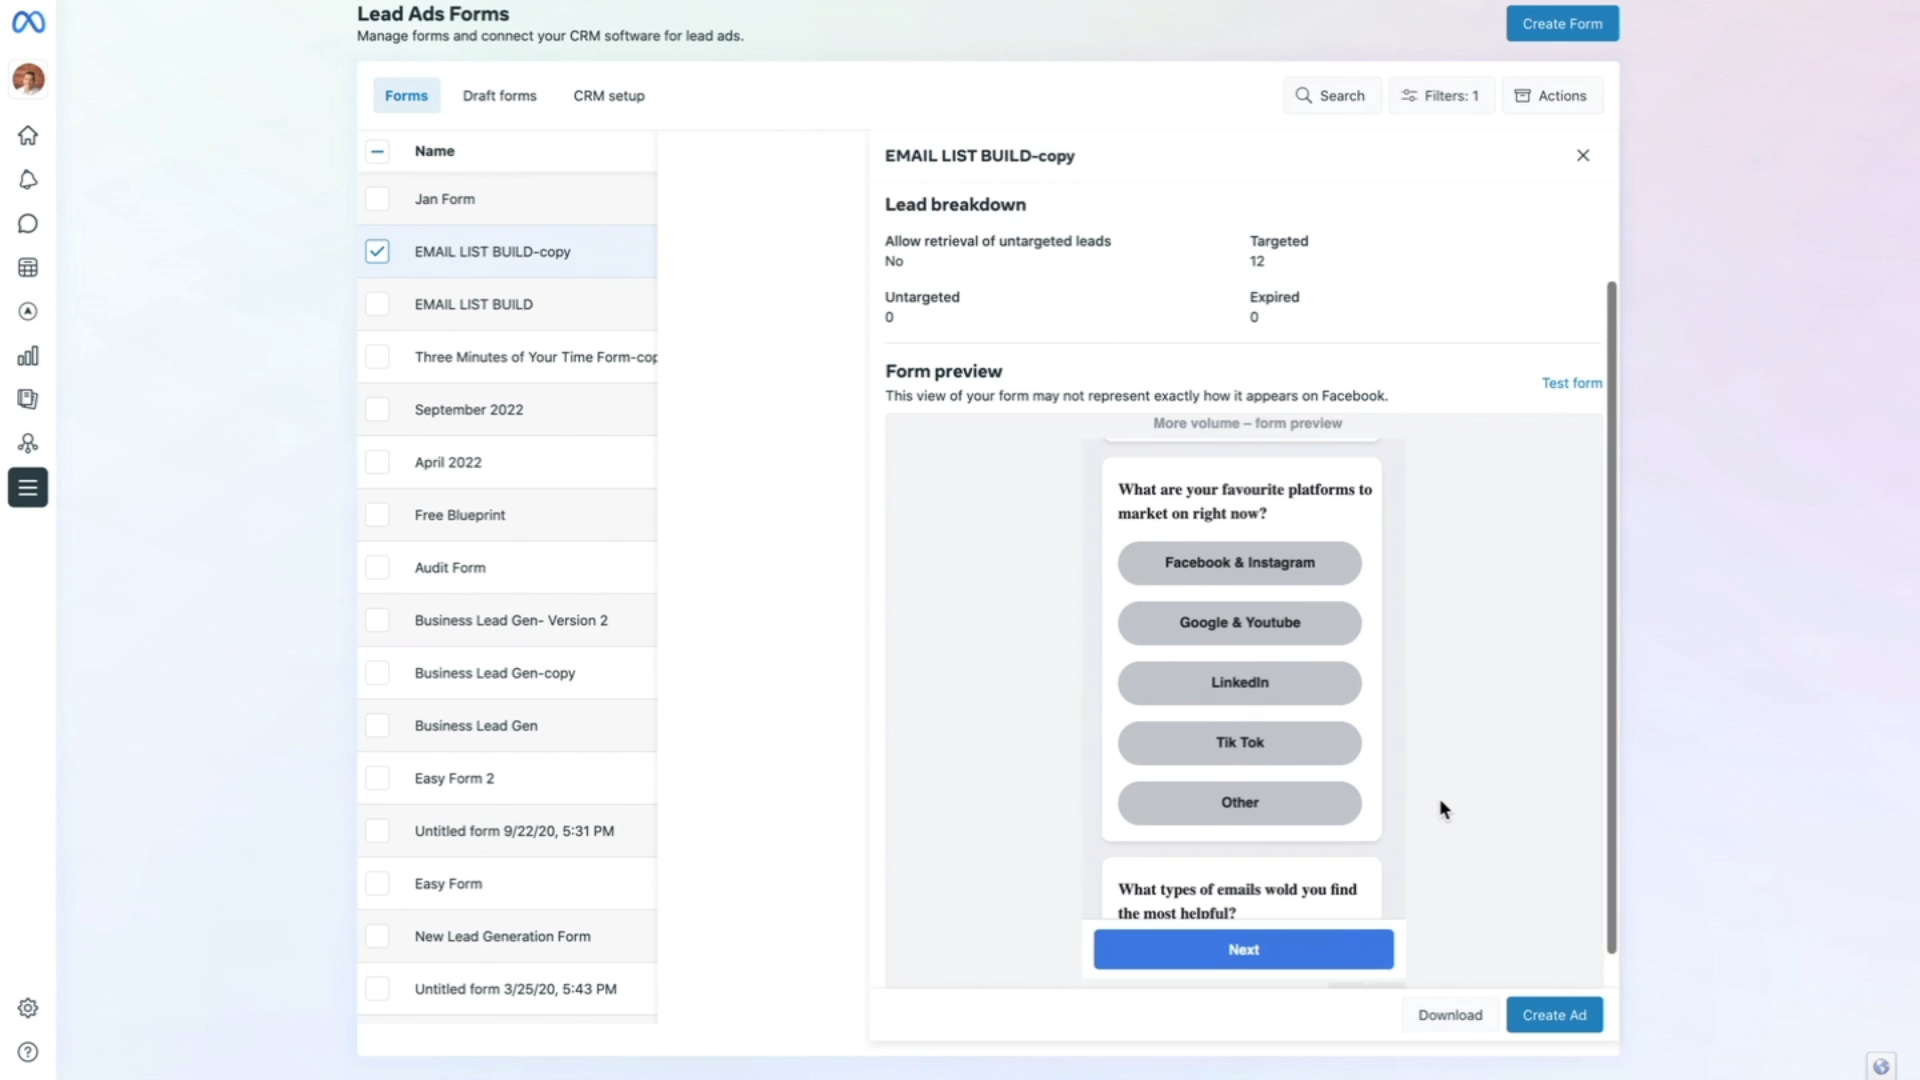 Lead Ads Forms
Manage forms and connect your CRM software for lead ads.
Create Form
Forms
Draft forms
CRM setup
Search
Filters: 1
Actions
Name
Jan Form
EMAIL LIST BUILD-copy
EMAIL LIST BUILD
Three Minutes of Your Time Form-cop
September 2022
April 2022
Free Blueprint
Audit Form
Business Lead Gen- Version 2
Business Lead Gen-copy
Business Lead Gen
Easy Form 2
Untitled form 9/22/20, 5:31 PM
Easy Form
New Lead Generation Form
Untitled form 3/25/20, 5:43 PM
EMAIL LIST BUILD-copy
Lead breakdown
Allow retrieval of untargeted leads
No
Targeted
12
Untargeted
0
Expired
0
Form preview
This view of your form may not represent exactly how it appears on Facebook.
Test form
More volume – form preview
What are your favourite platforms to
market on right now?
Facebook & Instagram
Google & Youtube
LinkedIn
Tik Tok
Other
What types of emails wold you find
the most helpful?
Next
Download
Create Ad